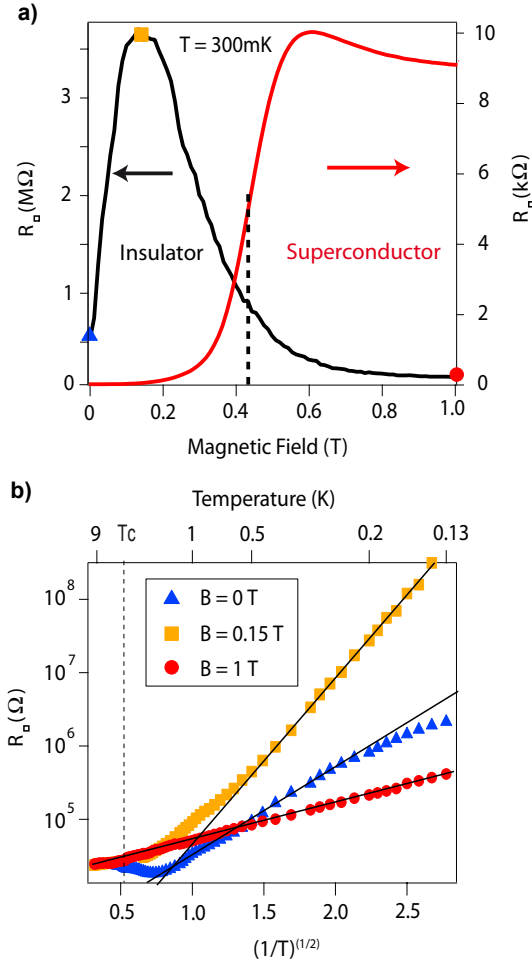 a)
T = 300mK
R□(MΩ)
3
2
1
0
10
8
6
4
2
0
R□(kΩ)
Insulator
Superconductor
0 0.2 0.4 0.6 0.8 1.0
Magnetic Field (T)
b)
Temperature (K)
9 Tc 1 0.5 0.2 0.13
B = 0 T
B = 0.15 T
B = 1 T
R□(Ω)
10^8
10^7
10^6
10^5
0.5 1.0 1.5 2.0 2.5
(1/T)^(1/2)